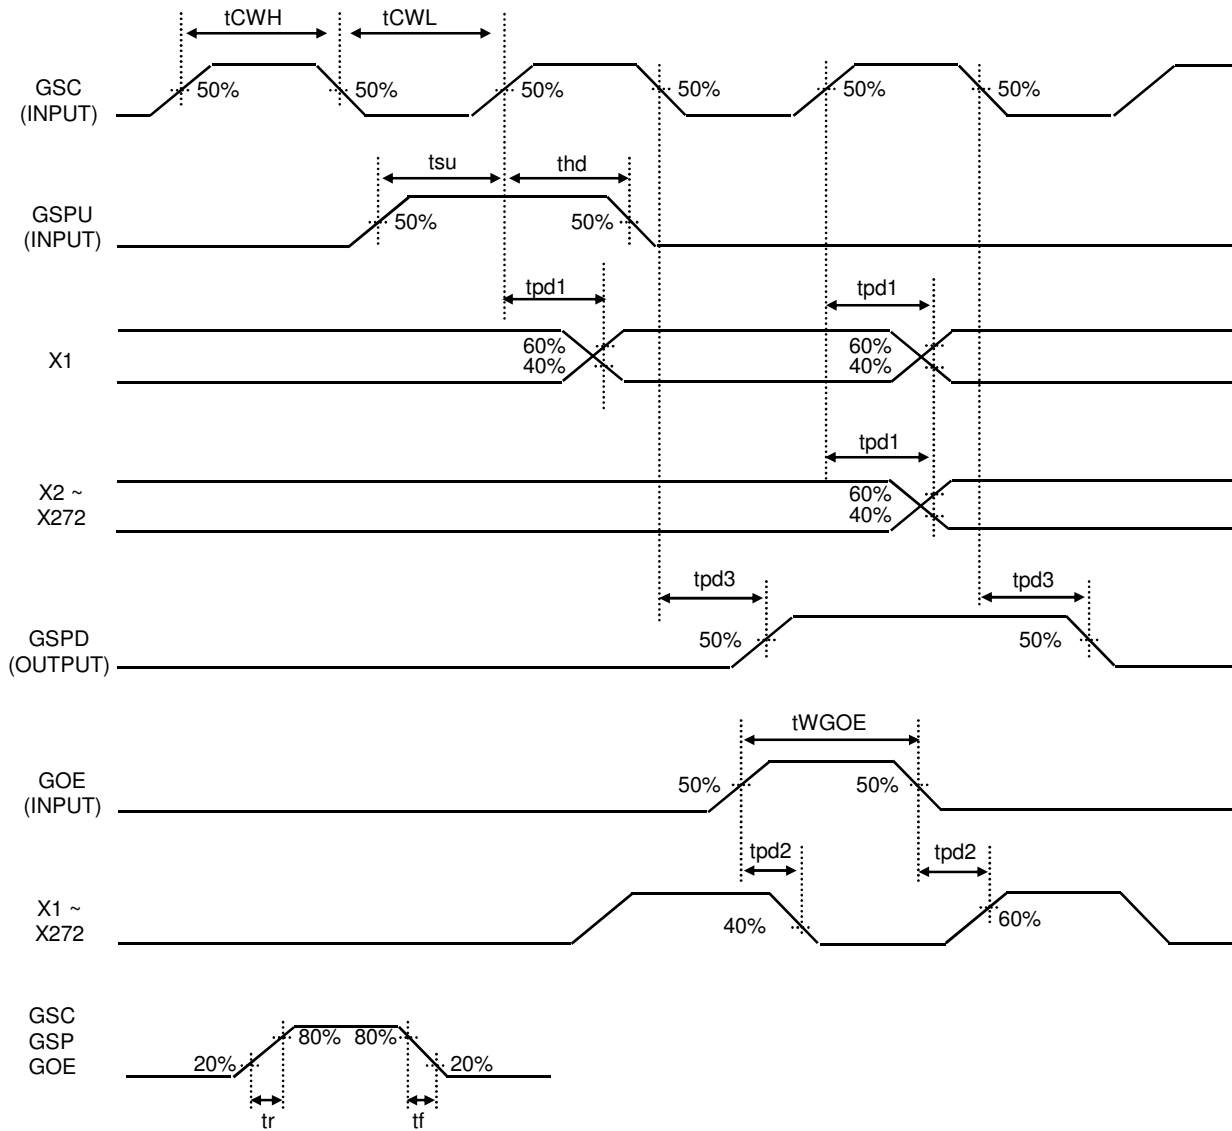 tCWH tCWL
GSC
(INPUT)
50% 50% 50% 50% 50% 50%
tsu thd
GSPU
(INPUT)
50% 50%
tpd1 tpd1
X1
60% 60%
40% 40%
tpd1
X2 ~
X272
60%
40%
tpd3 tpd3
GSPD
(OUTPUT)
50% 50%
tWGOE
GOE
(INPUT)
50% 50%
tpd2 tpd2
X1 ~
X272
40% 60%
GSC
GSP
GOE
80% 80%
20% 20%
tr tf